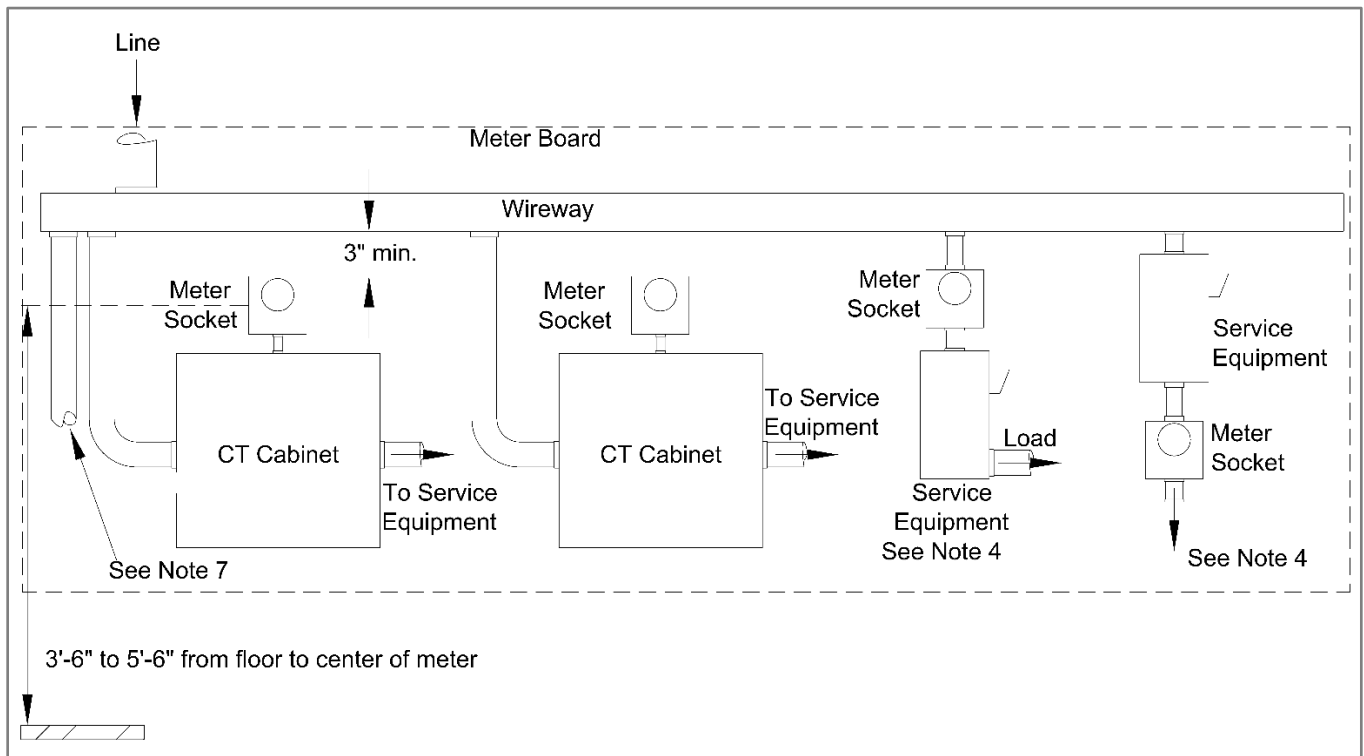 Line
Meter Board
Wireway
3" min.
Meter
Socket
Meter
Socket
Meter
Socket
Service
Equipment
CT Cabinet
To Service
Equipment
CT Cabinet
To Service
Equipment
Load
Service
Equipment
See Note 4
Meter
Socket
See Note 4
See Note 7
3'-6" to 5'-6" from floor to center of meter